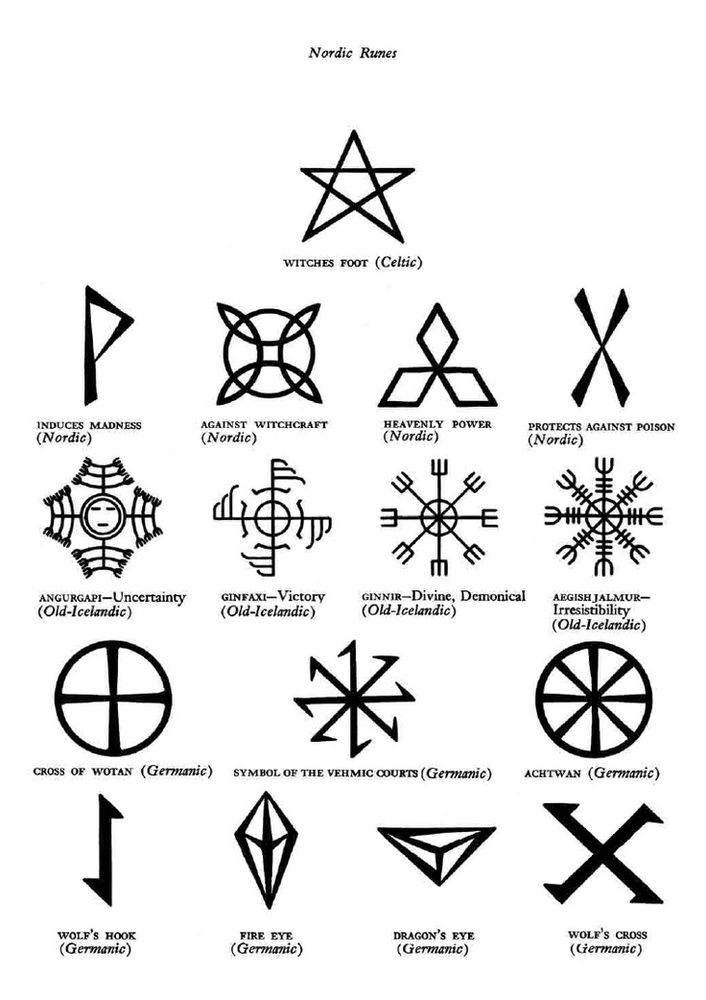 Nordic Runes
WITCHES FOOT (Celtic)
INDUCES MADNESS
(Nordic)
AGAINST WITCHCRAFT
(Nordic)
HEAVENLY POWER
(Nordic)
PROTECTS AGAINST POISON
(Nordic)
ANGURGAPI—Uncertainty
(Old-Icelandic)
GINFAXI—Victory
(Old-Icelandic)
GINNIR—Divine, Demonical
(Old-Icelandic)
AEGISHJALMUR—
Irresistibility
(Old-Icelandic)
CROSS OF WOTAN (Germanic)
SYMBOL OF THE VEHMIC COURTS (Germanic)
ACHTWAN (Germanic)
WOLF'S HOOK
(Germanic)
FIRE EYE
(Germanic)
DRAGON'S EYE
(Germanic)
WOLF'S CROSS
(Germanic)